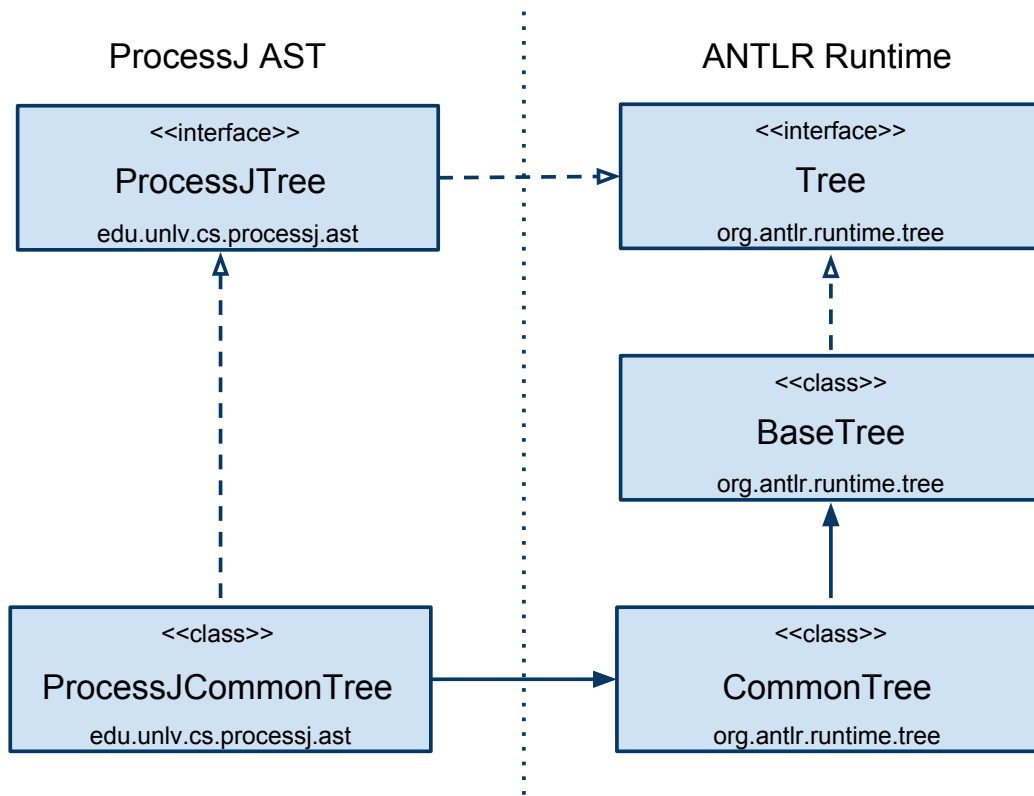 ProcessJ AST
ANTLR Runtime
<<interface>>
ProcessJTree
edu.unlv.cs.processj.ast
<<interface>>
Tree
org.antlr.runtime.tree
<<class>>
BaseTree
org.antlr.runtime.tree
<<class>>
ProcessJCommonTree
edu.unlv.cs.processj.ast
<<class>>
CommonTree
org.antlr.runtime.tree